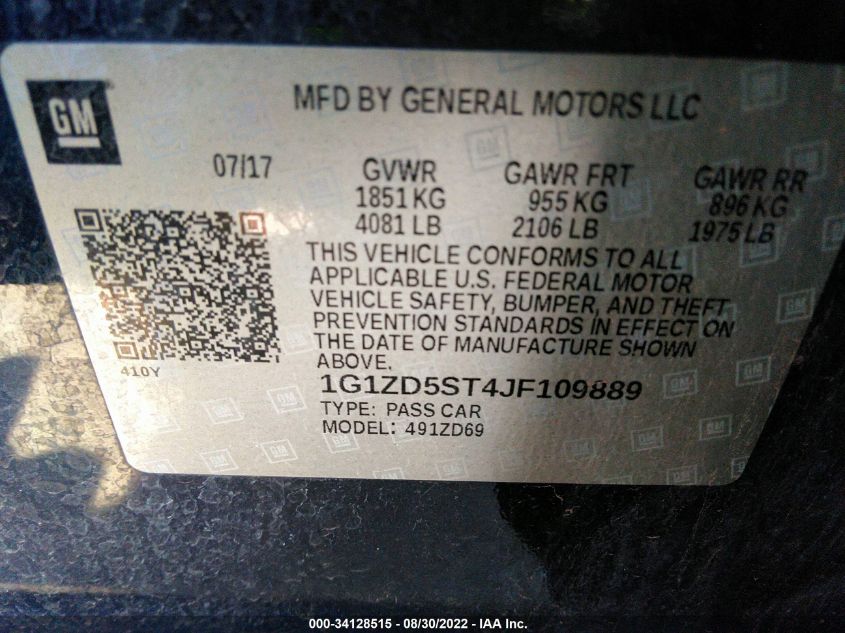 GM
MFD BY GENERAL MOTORS LLC
07/17
GVWR GAWR FRT GAWR RR
1851 KG 955 KG 896 KG
4081 LB 2106 LB 1975 LB
THIS VEHICLE CONFORMS TO ALL
APPLICABLE U.S. FEDERAL MOTOR
VEHICLE SAFETY, BUMPER, AND THEFT
PREVENTION STANDARDS IN EFFECT ON
THE DATE OF MANUFACTURE SHOWN
ABOVE.
410Y
1G1ZD5ST4JF109889
TYPE: PASS CAR
MODEL: 491ZD69
000-34128515 - 08/30/2022 - IAA Inc.